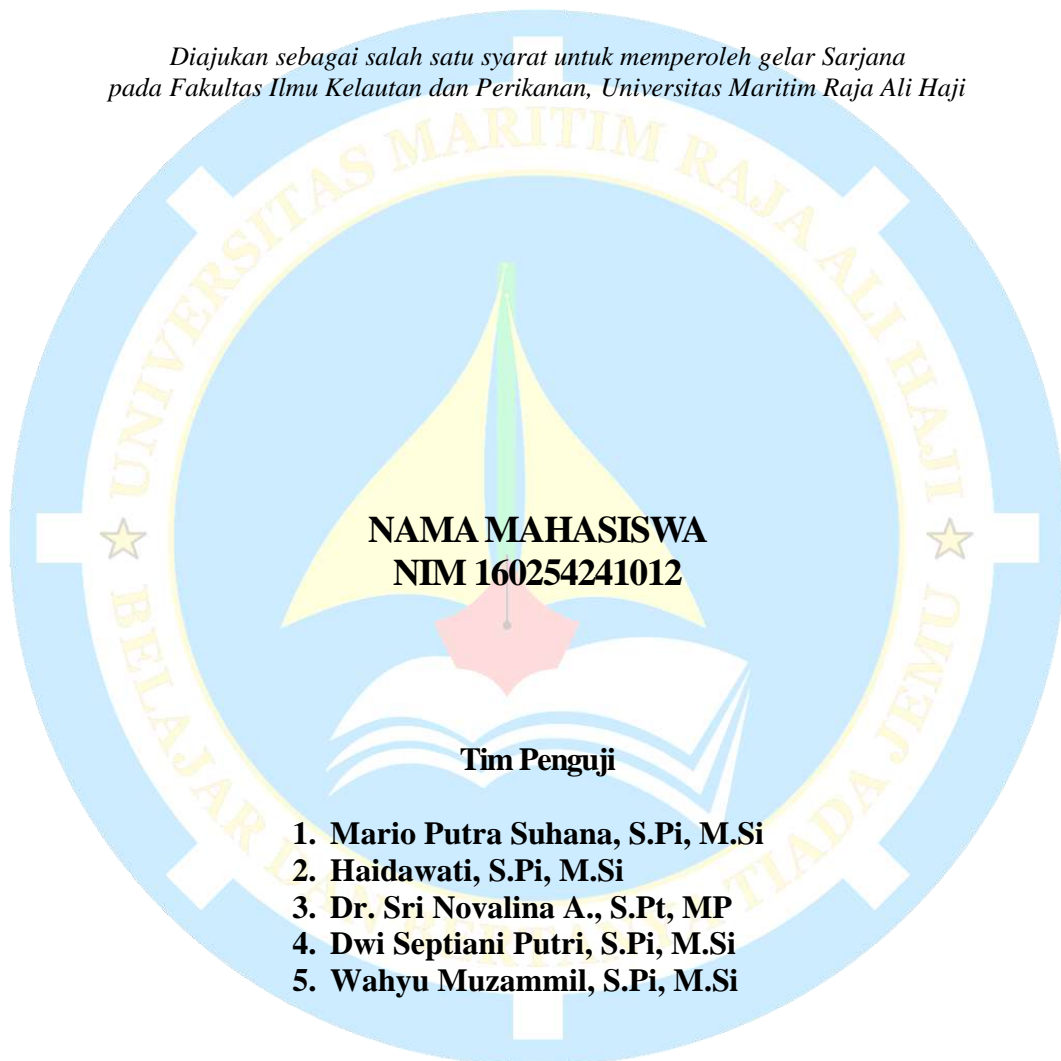 Diajukan sebagai salah satu syarat untuk memperoleh gelar Sarjana
pada Fakultas Ilmu Kelautan dan Perikanan, Universitas Maritim Raja Ali Haji
UNIVERSITAS MARITIM RAJA ALI HAJI
NAMA MAHASISWA
NIM 160254241012
Tim Penguji
1. Mario Putra Suhana, S.Pi, M.Si
2. Haidawati, S.Pi, M.Si
3. Dr. Sri Novalina A., S.Pt, MP
4. Dwi Septiani Putri, S.Pi, M.Si
5. Wahyu Muzammil, S.Pi, M.Si
BELAJAR DAN BERTANYA TIADA JEMU